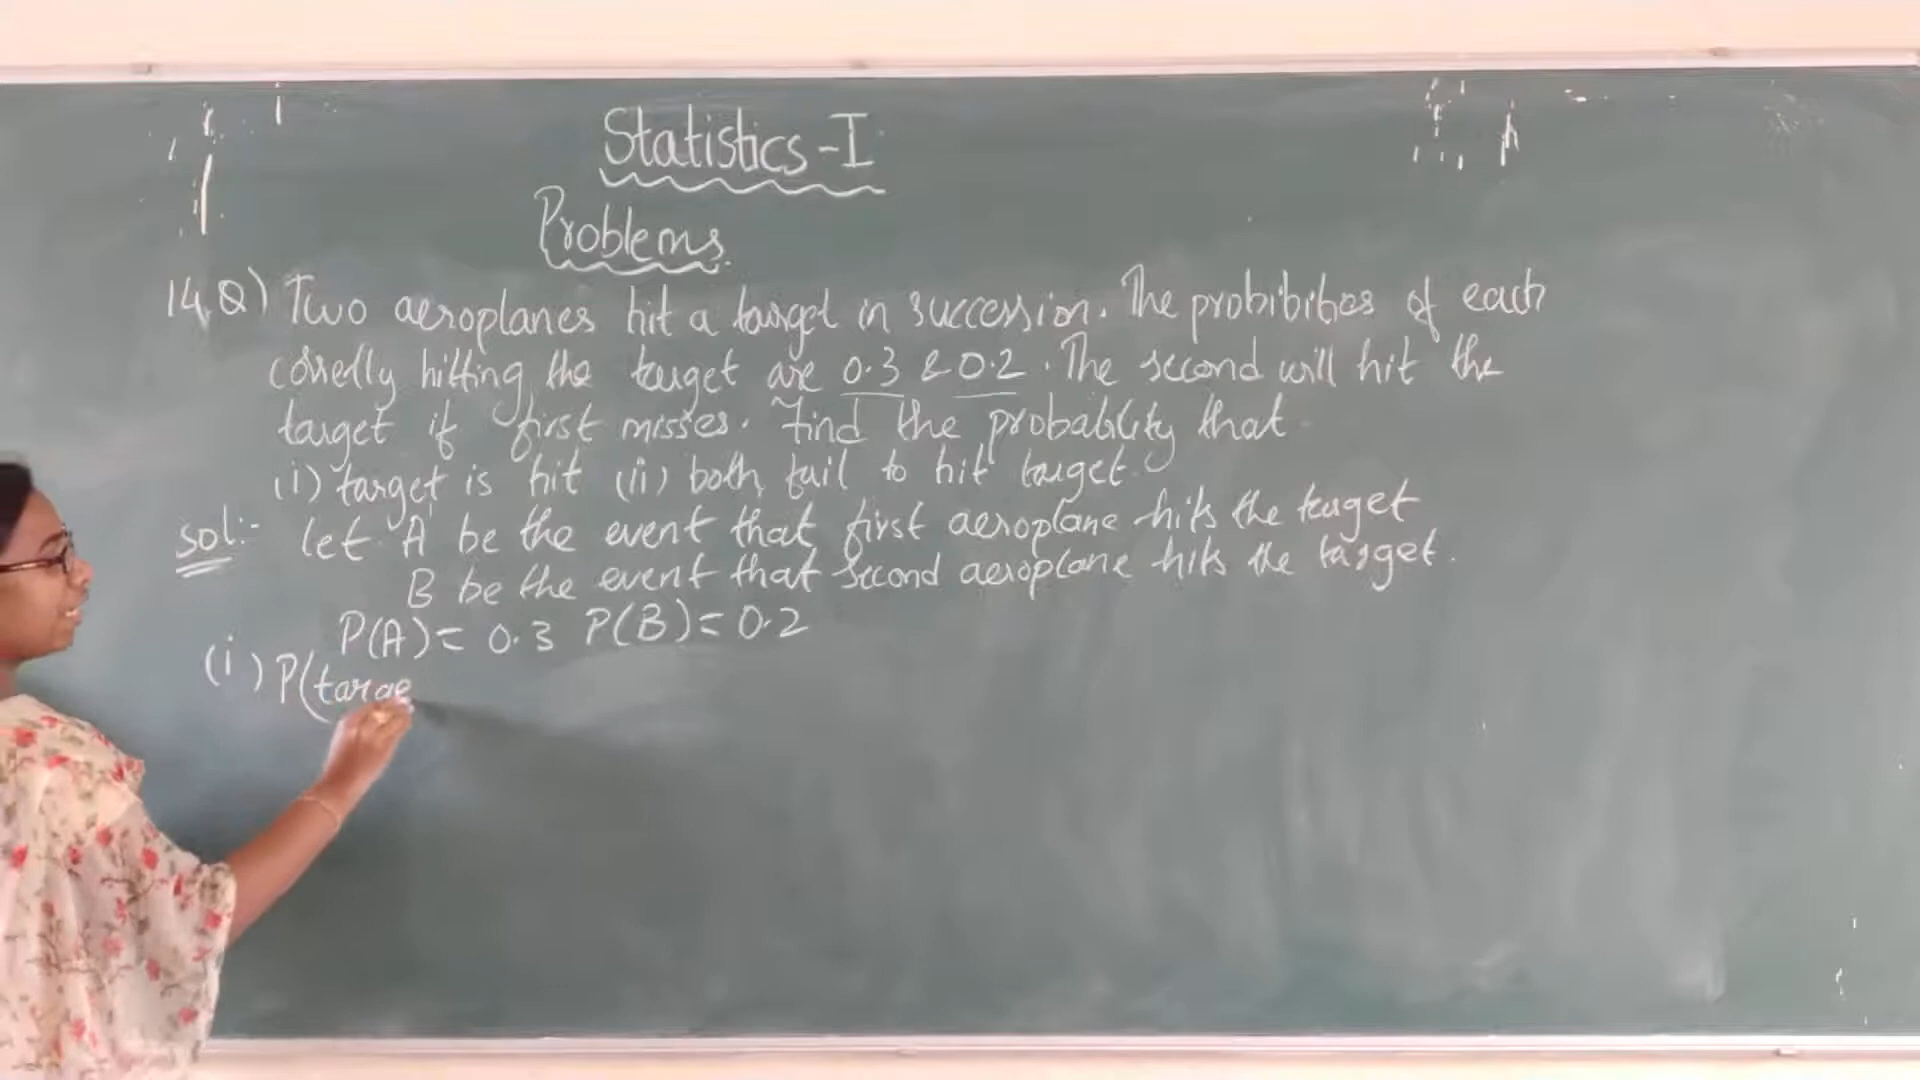 Statistics-I
Problems.
14.Q) Two aeroplanes hit a target in succession. The probibities of each
correctly hitting the target are 0.3 & 0.2. The second will hit the
target if first misses. Find the probability that
(i) target is hit (ii) both fail to hit target.
Sol:- Let A be the event that first aeroplane hits the target
B be the event that second aeroplane hits the target.
P(A) = 0.3 P(B) = 0.2
(i) P(targe